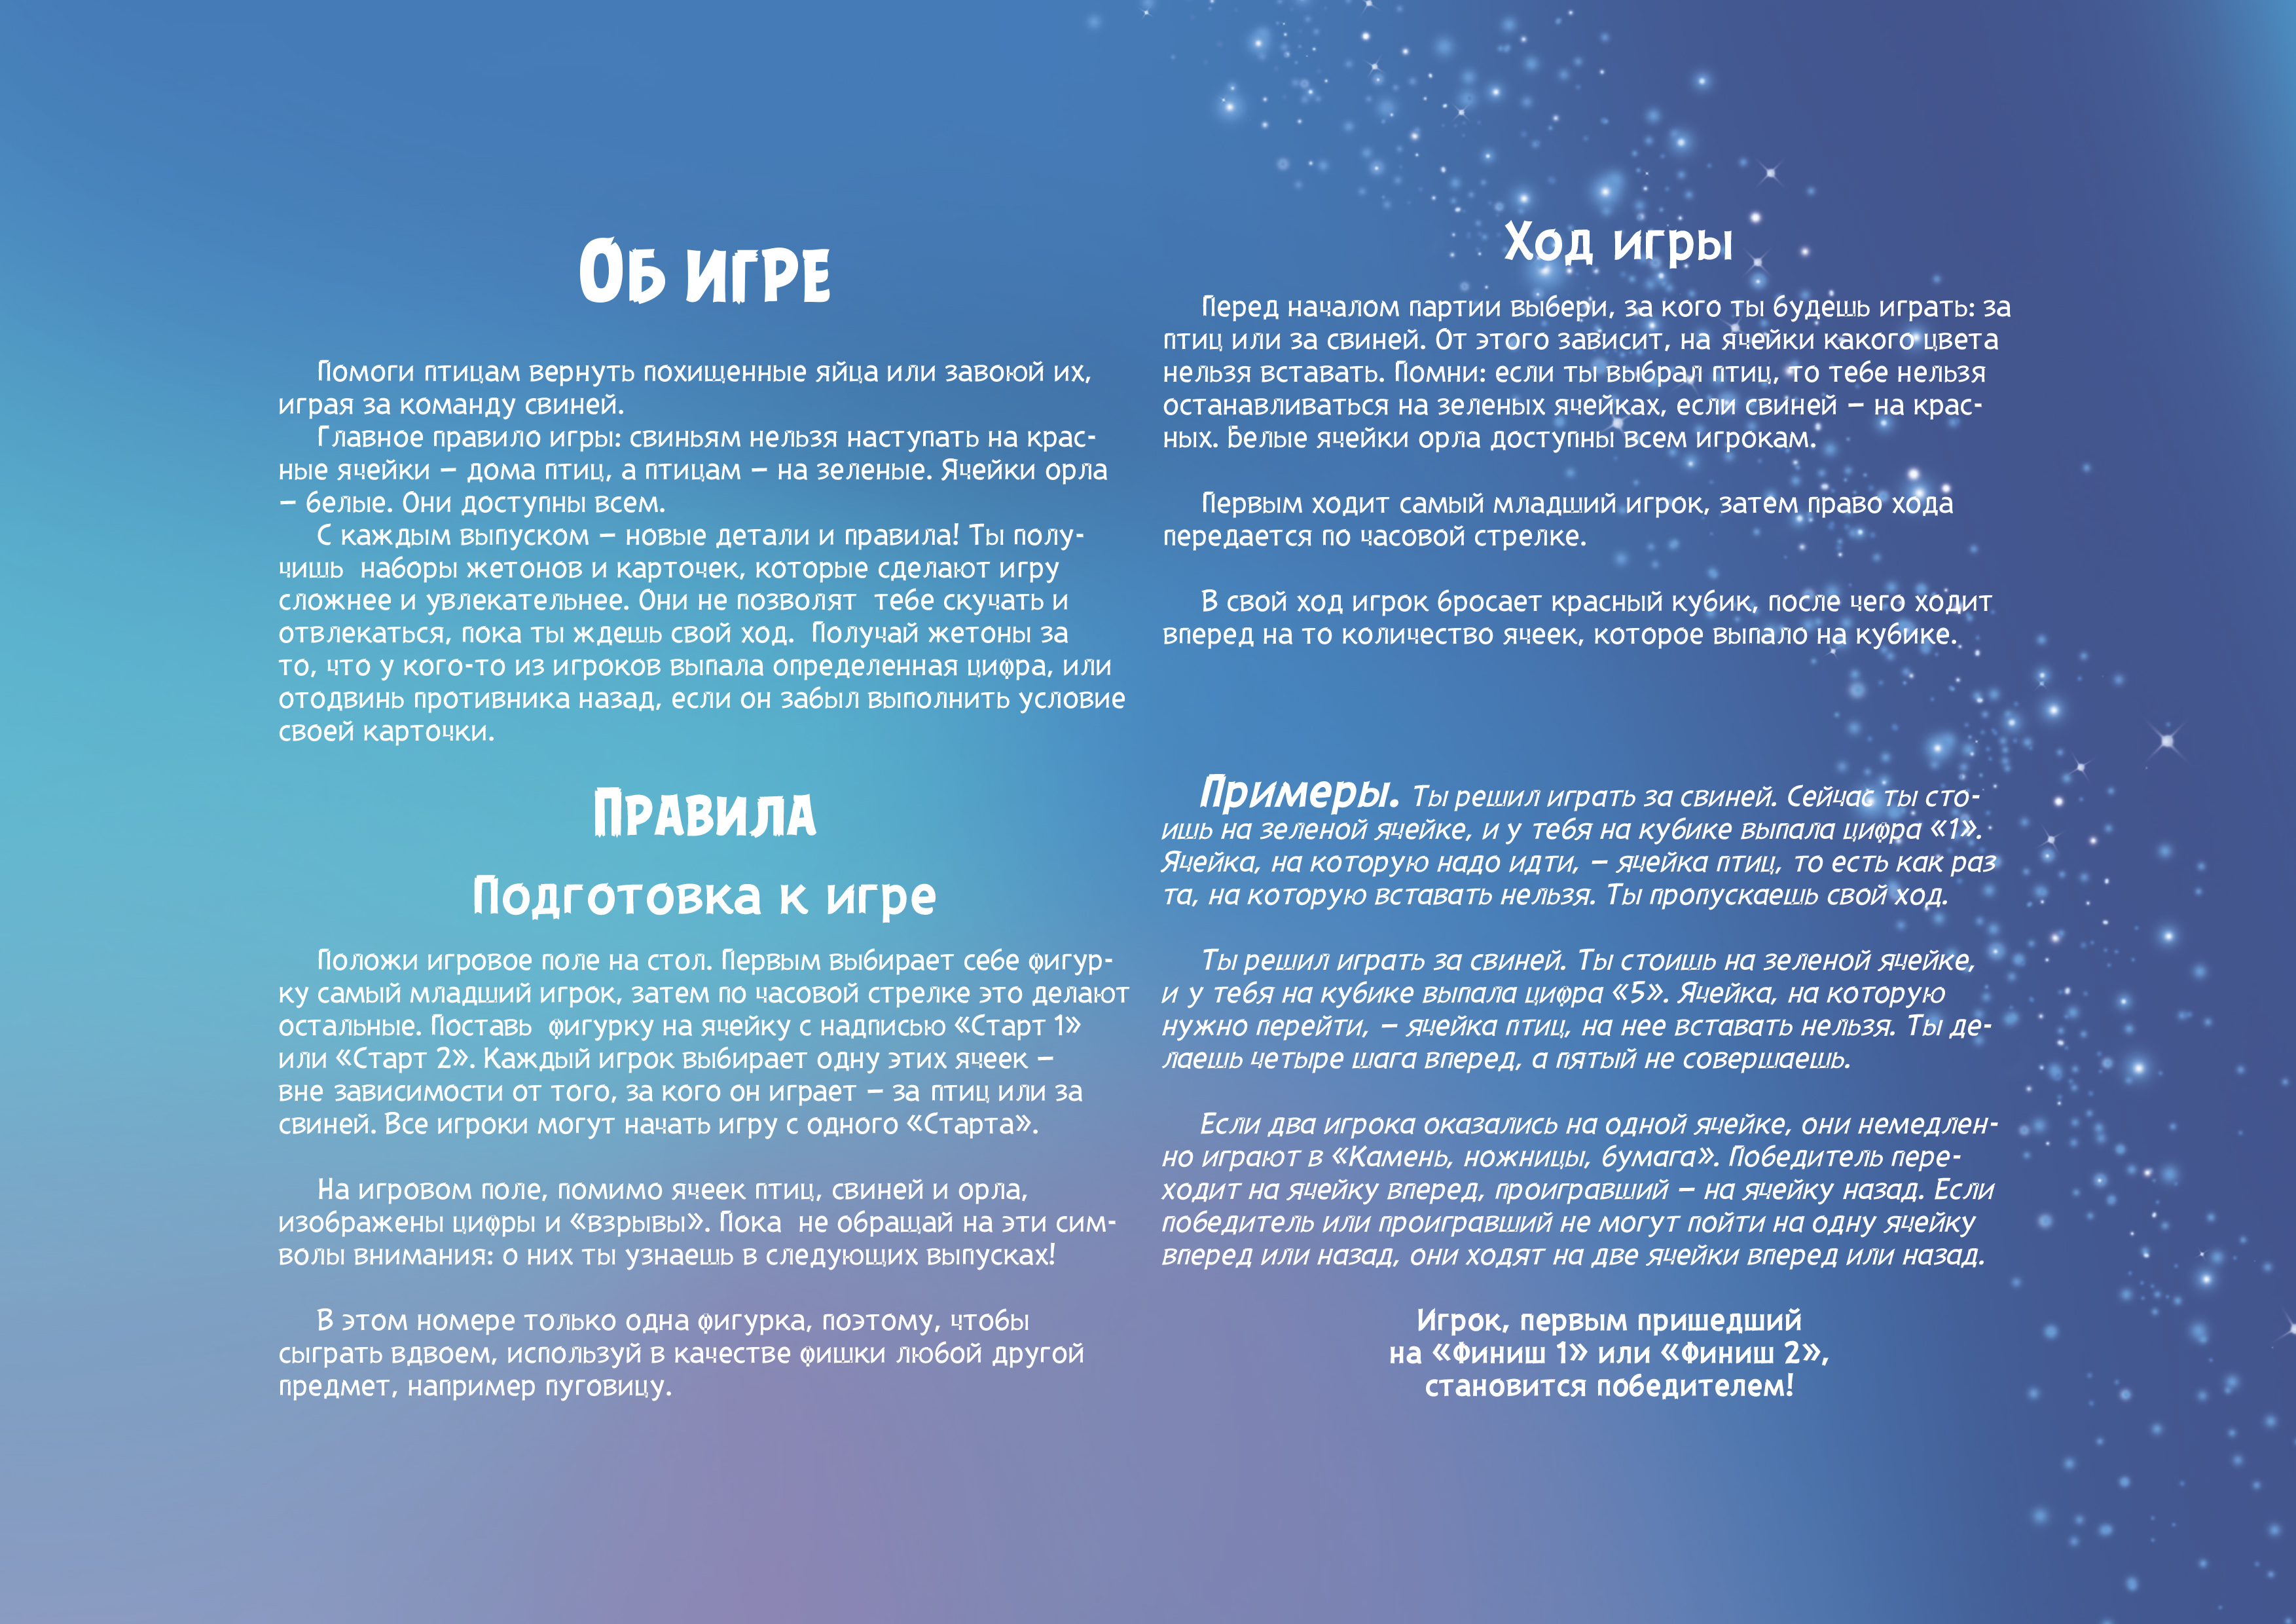 Об игре
Помоги птицам вернуть похищенные яйца или завоюй их,
играя за команду свиней.
Главное правило игры: свиньям нельзя наступать на крас-
ные ячейки – дома птиц, а птицам – на зеленые. Ячейки орла
– белые. Они доступны всем.
С каждым выпуском – новые детали и правила! Ты полу-
чишь наборы жетонов и карточек, которые сделают игру
сложнее и увлекательнее. Они не позволят тебе скучать и
отвлекаться, пока ты ждешь свой ход. Получай жетоны за
то, что у кого-то из игроков выпала определенная цифра, или
отодвинь противника назад, если он забыл выполнить условие
своей карточки.
Правила
Подготовка к игре
Положи игровое поле на стол. Первым выбирает себе фигур-
ку самый младший игрок, затем по часовой стрелке это делают
остальные. Поставь фигурку на ячейку с надписью «Старт 1»
или «Старт 2». Каждый игрок выбирает одну этих ячеек –
вне зависимости от того, за кого он играет – за птиц или за
свиней. Все игроки могут начать игру с одного «Старта».
На игровом поле, помимо ячеек птиц, свиней и орла,
изображены цифры и «взрывы». Пока не обращай на эти сим-
волы внимания: о них ты узнаешь в следующих выпусках!
В этом номере только одна фигурка, поэтому, чтобы
сыграть вдвоем, используй в качестве фишки любой другой
предмет, например пуговицу.
Ход игры
Перед началом партии выбери, за кого ты будешь играть: за
птиц или за свиней. От этого зависит, на ячейки какого цвета
нельзя вставать. Помни: если ты выбрал птиц, то тебе нельзя
останавливаться на зеленых ячейках, если свиней – на крас-
ных. Белые ячейки орла доступны всем игрокам.
Первым ходит самый младший игрок, затем право хода
передается по часовой стрелке.
В свой ход игрок бросает красный кубик, после чего ходит
вперед на то количество ячеек, которое выпало на кубике.
Примеры. Ты решил играть за свиней. Сейчас ты сто-
ишь на зеленой ячейке, и у тебя на кубике выпала цифра «1».
Ячейка, на которую надо идти, – ячейка птиц, то есть как раз
та, на которую вставать нельзя. Ты пропускаешь свой ход.
Ты решил играть за свиней. Ты стоишь на зеленой ячейке,
и у тебя на кубике выпала цифра «5». Ячейка, на которую
нужно перейти, – ячейка птиц, на нее вставать нельзя. Ты де-
лаешь четыре шага вперед, а пятый не совершаешь.
Если два игрока оказались на одной ячейке, они немедлен-
но играют в «Камень, ножницы, бумага». Победитель пере-
ходит на ячейку вперед, проигравший – на ячейку назад. Если
победитель или проигравший не могут пойти на одну ячейку
вперед или назад, они ходят на две ячейки вперед или назад.
Игрок, первым пришедший
на «Финиш 1» или «Финиш 2»,
становится победителем!